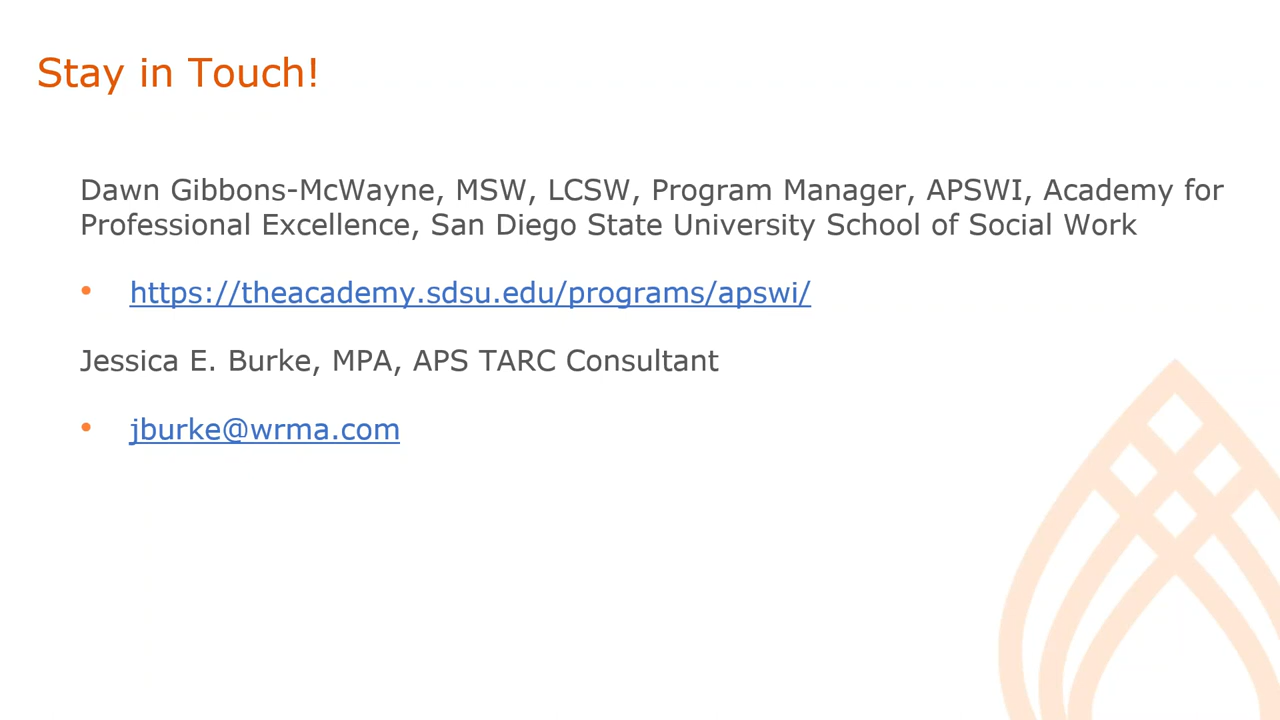 Stay in Touch!
Dawn Gibbons-McWayne, MSW, LCSW, Program Manager, APSWI, Academy for
Professional Excellence, San Diego State University School of Social Work
• https://theacademy.sdsu.edu/programs/apswi/
Jessica E. Burke, MPA, APS TARC Consultant
• jburke@wrma.com